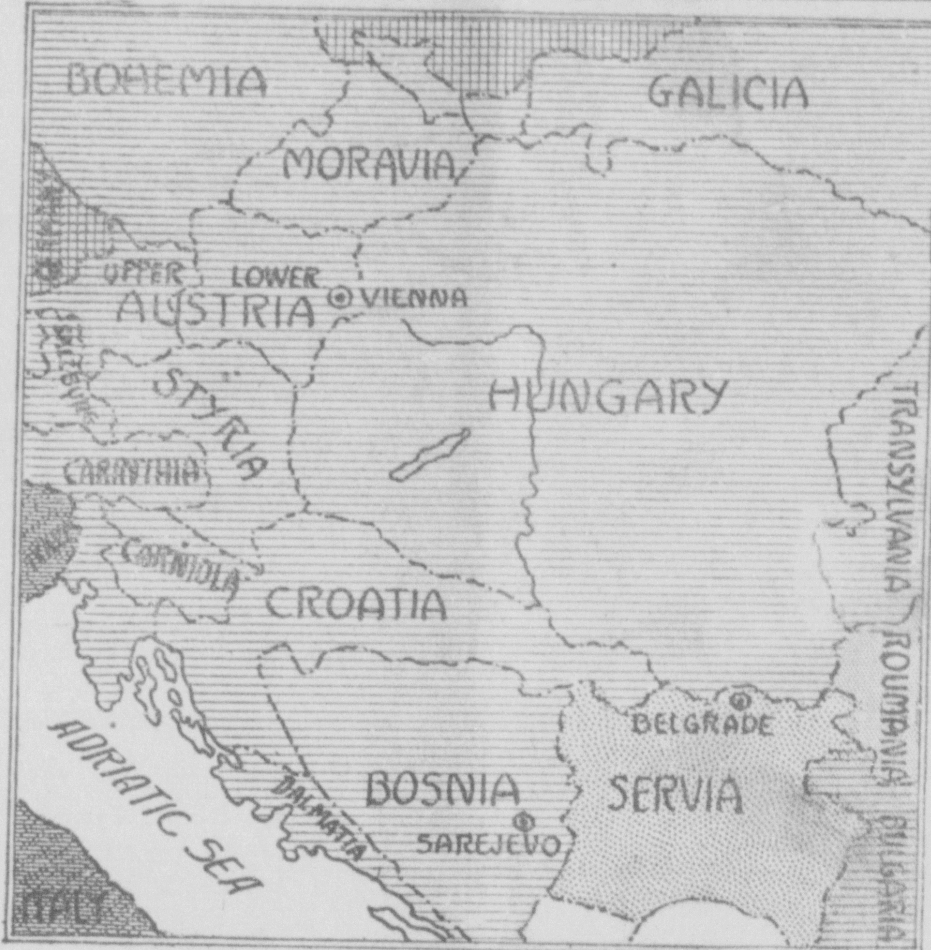 BOHEMIA
GALICIA
MORAVIA
UPPER
LOWER
AUSTRIA
VIENNA
SALZBURG
STYRIA
HUNGARY
TRANSYLVANIA
CARINTHIA
CARNIOLA
CROATIA
ROUMANIA
BELGRADE
ADRIATIC SEA
DALMATIA
BOSNIA
SERVIA
SAREJEVO
BULGARIA
ITALY